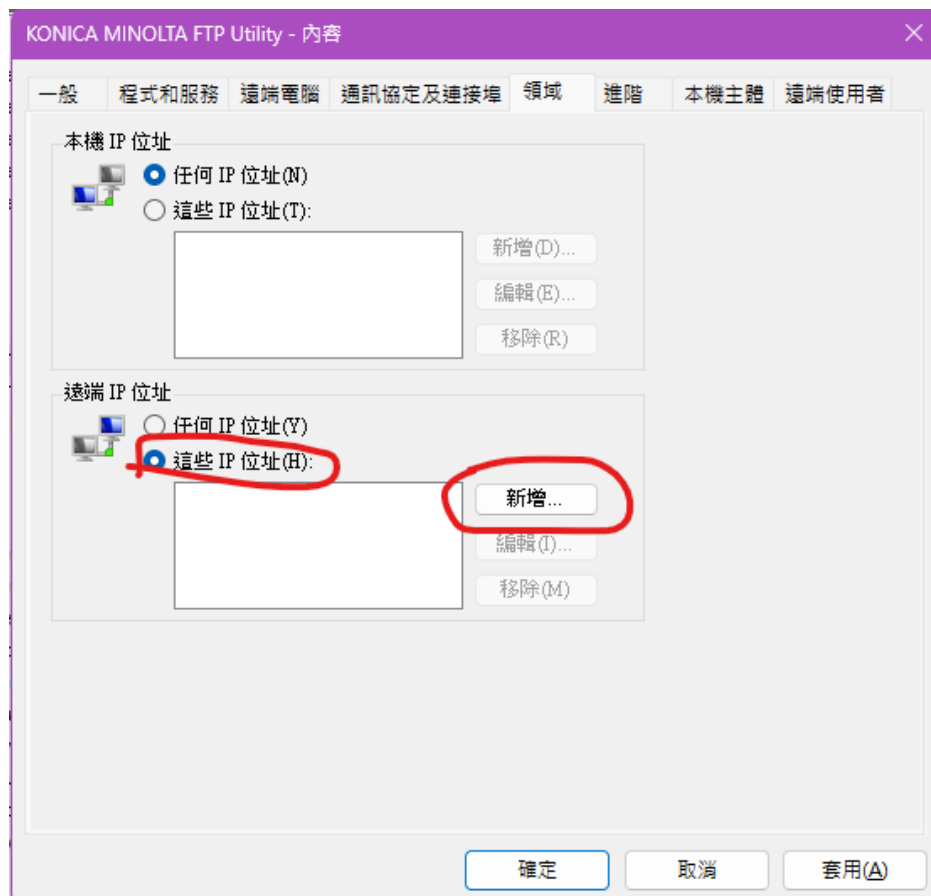 KONICA MINOLTA FTP Utility - 內容
一般 程式和服務 遠端電腦 通訊協定及連接埠 領域 進階 本機主體 遠端使用者
本機 IP 位址
任何 IP 位址(N)
這些 IP 位址(T):
新增(D)...
編輯(E)...
移除(R)
遠端 IP 位址
任何 IP 位址(Y)
這些 IP 位址(H):
新增...
編輯(I)...
移除(M)
確定 取消 套用(A)